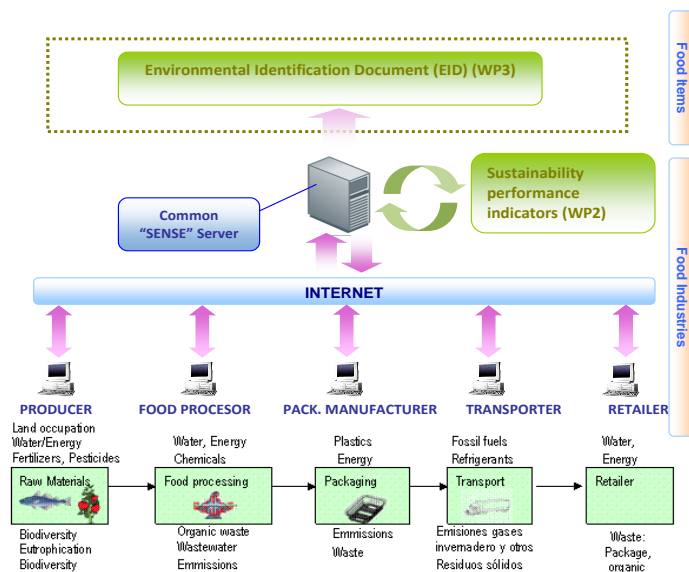 Environmental Identification Document (EID) (WP3)
Food Items
Sustainability
performance
indicators (WP2)
Common
“SENSE” Server
Food Industries
INTERNET
PRODUCER
FOOD PROCESOR
PACK. MANUFACTURER
TRANSPORTER
RETAILER
Land occupation
Water/Energy
Fertilizers, Pesticides
Water, Energy
Chemicals
Plastics
Energy
Fossil fuels
Refrigerants
Water,
Energy
Raw Materials
Food processing
Packaging
Transport
Retailer
Biodiversity
Eutrophication
Biodiversity
Organic waste
Wastewater
Emmissions
Emmissions
Waste
Emisiones gases
invernadero y otros
Residuos sólidos
Waste:
Package,
organic